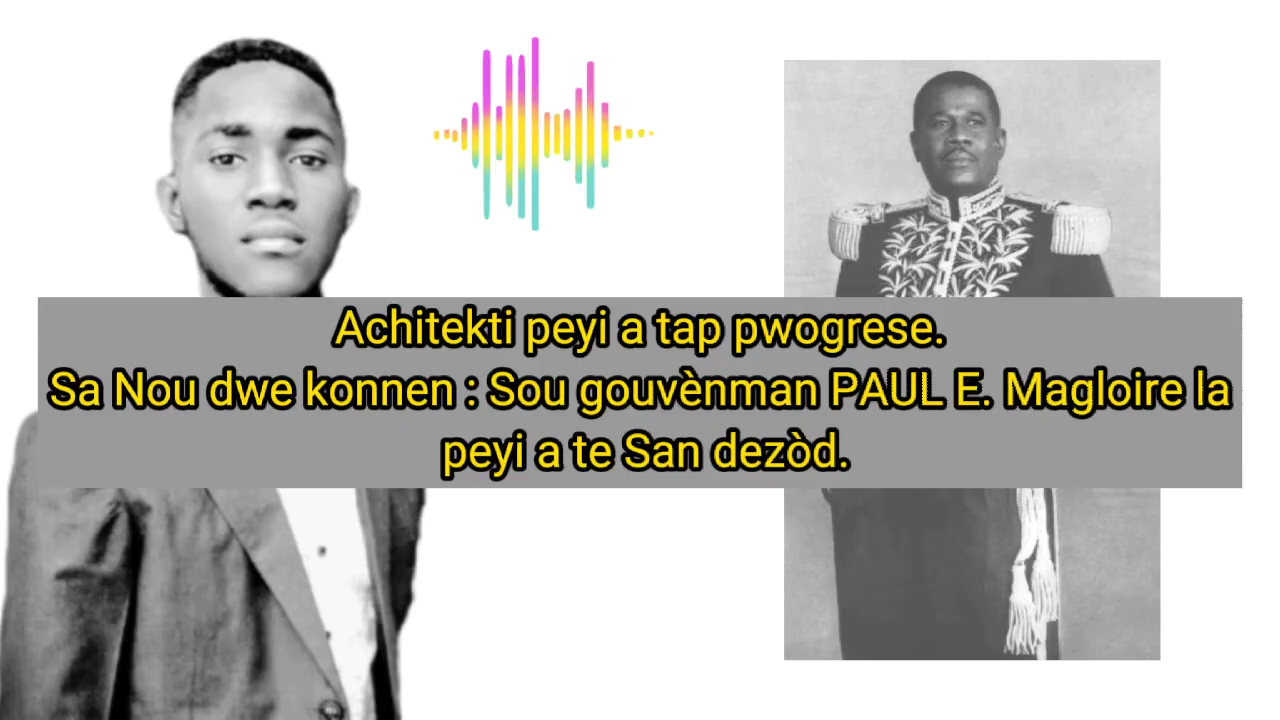 Achitekti peyi a tap pwogrese.
Sa Nou dwe konnen : Sou gouvènman PAUL E. Magloire la
peyi a te San dezòd.